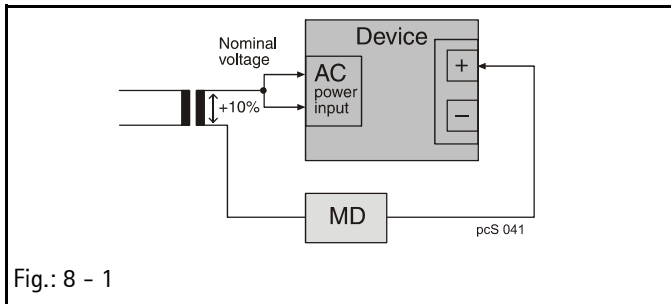 Nominal
voltage
Device
AC
power
input
+
−
+10%
MD
pcS 041
Fig.: 8 - 1